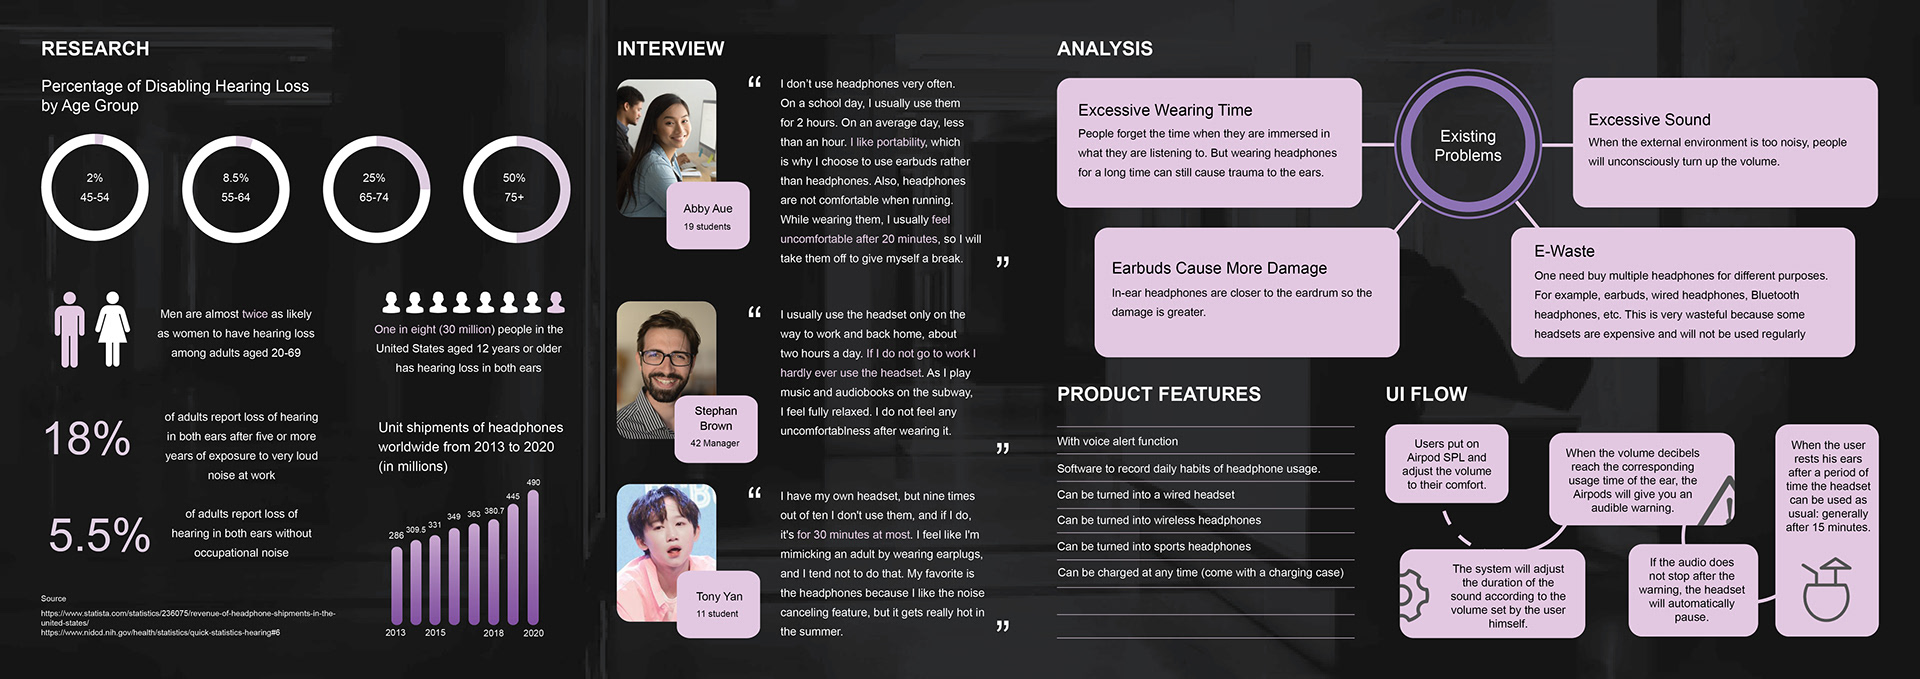 RESEARCH
Percentage of Disabling Hearing Loss
by Age Group
2%
45-54
8.5%
55-64
25%
65-74
50%
75+
Men are almost twice as likely
as women to have hearing loss
among adults aged 20-69
One in eight (30 million) people in the
United States aged 12 years or older
has hearing loss in both ears
18%
of adults report loss of hearing
in both ears after five or more
years of exposure to very loud
noise at work
5.5%
of adults report loss of
hearing in both ears without
occupational noise
Unit shipments of headphones
worldwide from 2013 to 2020
(in millions)
286 309.5 331 349 363 380.7 445 490
2013 2015 2018 2020
Source
https://www.statista.com/statistics/236075/revenue-of-headphone-shipments-in-the-
united-states/
https://www.nidcd.nih.gov/health/statistics/quick-statistics-hearing#6
INTERVIEW
Abby Aue
19 students
“ I don’t use headphones very often.
On a school day, I usually use them
for 2 hours. On an average day, less
than an hour. I like portability, which
is why I choose to use earbuds rather
than headphones. Also, headphones
are not comfortable when running.
While wearing them, I usually feel
uncomfortable after 20 minutes, so I will
take them off to give myself a break. ”
Stephan
Brown
42 Manager
“ I usually use the headset only on the
way to work and back home, about
two hours a day. If I do not go to work I
hardly ever use the headset. As I play
music and audiobooks on the subway,
I feel fully relaxed. I do not feel any
uncomfortablness after wearing it. ”
Tony Yan
11 student
“ I have my own headset, but nine times
out of ten I don't use them, and if I do,
it's for 30 minutes at most. I feel like I'm
mimicking an adult by wearing earplugs,
and I tend not to do that. My favorite is
the headphones because I like the noise
canceling feature, but it gets really hot in
the summer. ”
ANALYSIS
Existing
Problems
Excessive Wearing Time
People forget the time when they are immersed in
what they are listening to. But wearing headphones
for a long time can still cause trauma to the ears.
Excessive Sound
When the external environment is too noisy, people
will unconsciously turn up the volume.
Earbuds Cause More Damage
In-ear headphones are closer to the eardrum so the
damage is greater.
E-Waste
One need buy multiple headphones for different purposes.
For example, earbuds, wired headphones, Bluetooth
headphones, etc. This is very wasteful because some
headsets are expensive and will not be used regularly
PRODUCT FEATURES
With voice alert function
Software to record daily habits of headphone usage.
Can be turned into a wired headset
Can be turned into wireless headphones
Can be turned into sports headphones
Can be charged at any time (come with a charging case)
UI FLOW
Users put on
Airpod SPL and
adjust the volume
to their comfort.
The system will adjust
the duration of the
sound according to the
volume set by the user
himself.
When the volume decibels
reach the corresponding
usage time of the ear, the
Airpods will give you an
audible warning.
If the audio does
not stop after the
warning, the headset
will automatically
pause.
When the user
rests his ears
after a period of
time the headset
can be used as
usual: generally
after 15 minutes.